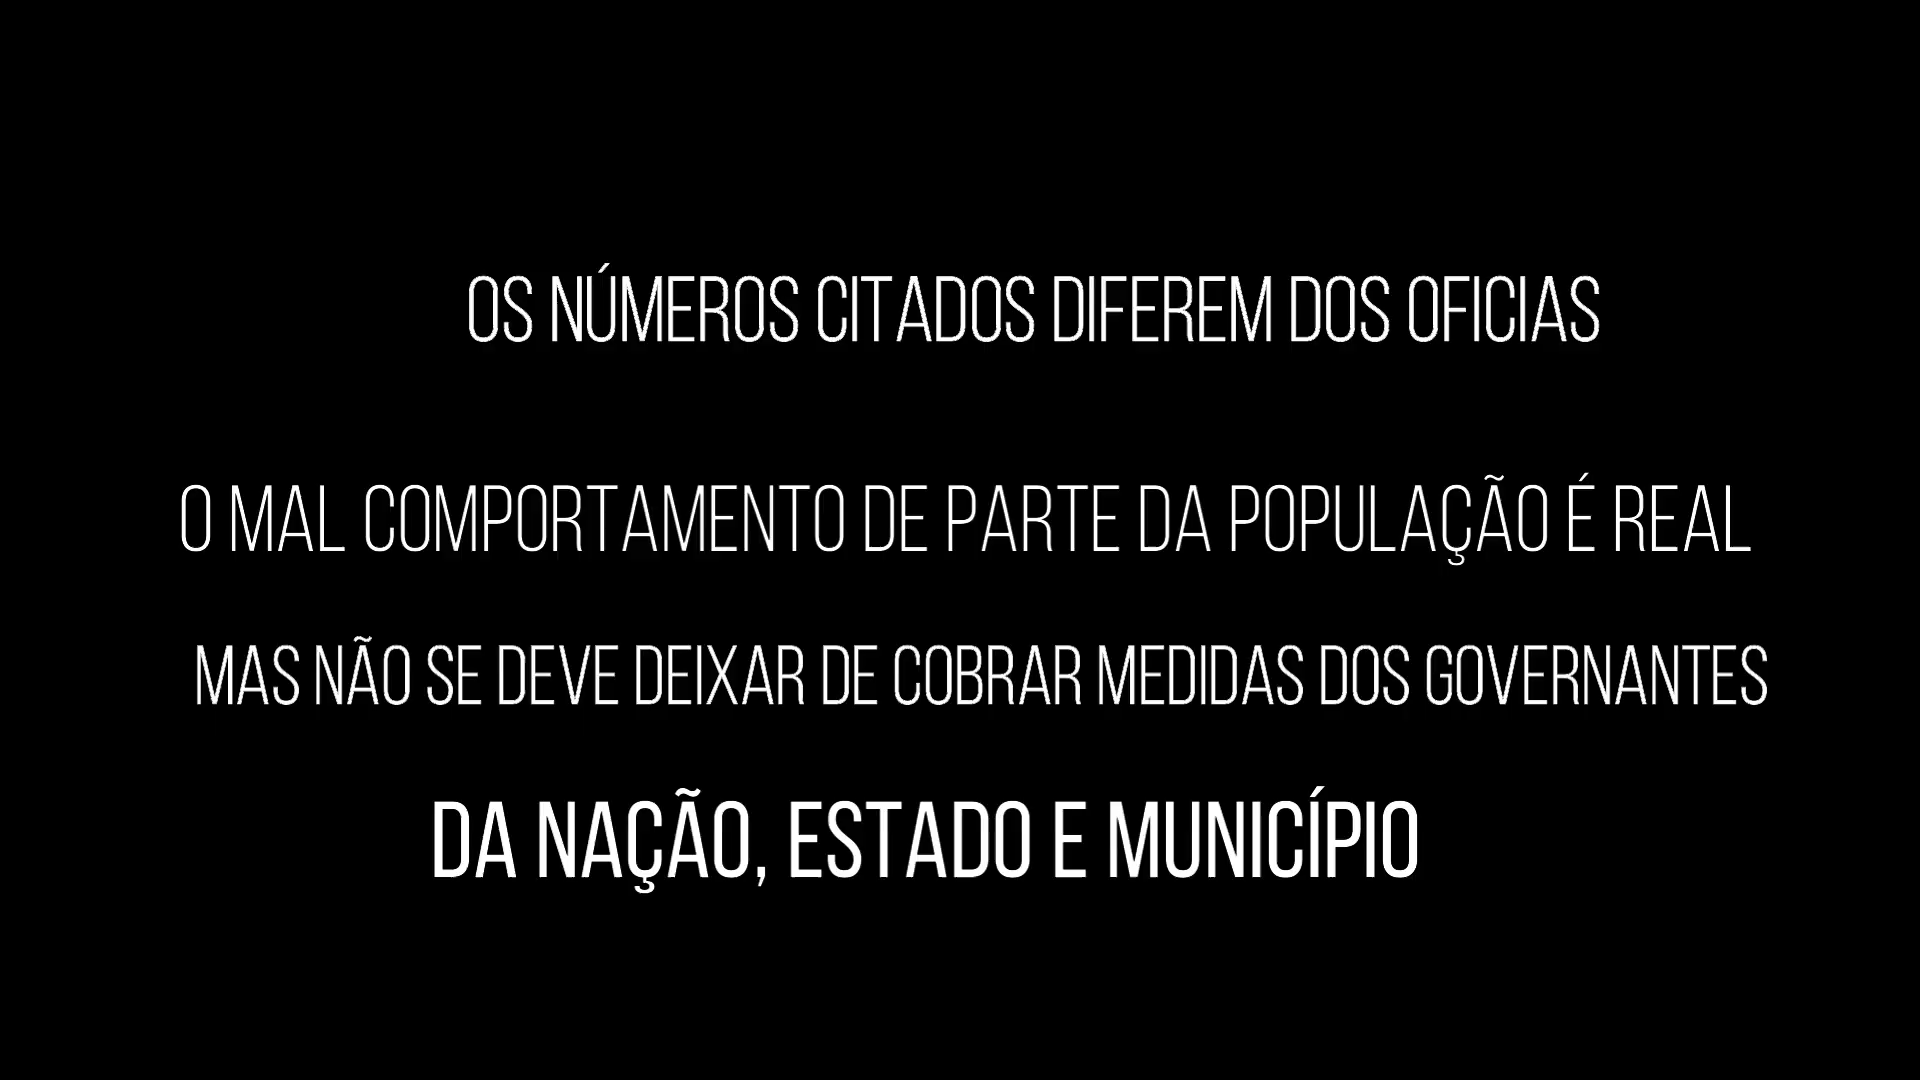 OS NÚMEROS CITADOS DIFEREM DOS OFICIAS
O MAL COMPORTAMENTO DE PARTE DA POPULAÇÃO É REAL
MAS NÃO SE DEVE DEIXAR DE COBRAR MEDIDAS DOS GOVERNANTES
DA NAÇÃO, ESTADO E MUNICÍPIO